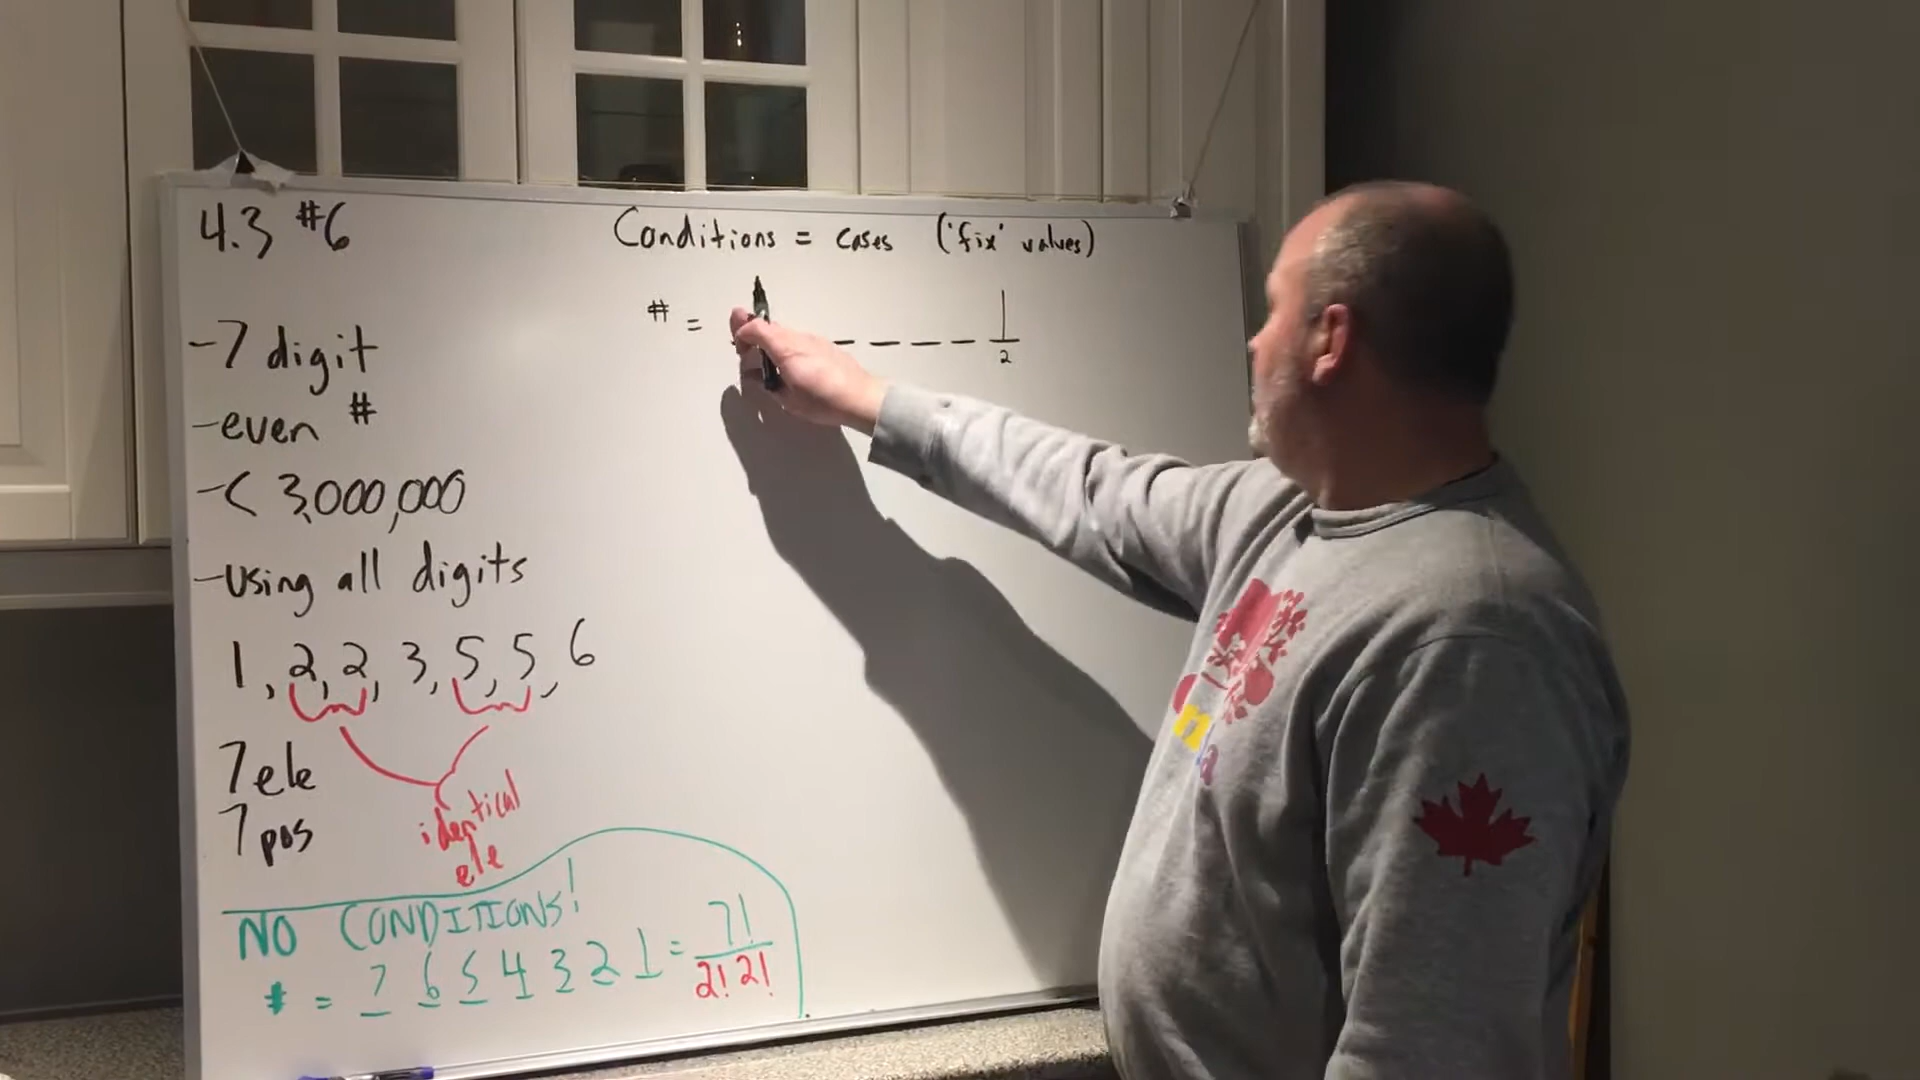 4.3 #6
Conditions = cases ('fix' values)
# = _ _ _ _ 1
2
-7 digit
-even #
-< 3,000,000
-using all digits
1, 2, 2, 3, 5, 5, 6
7 ele
7 pos
identical
ele
NO CONDITIONS!
# = 7 6 5 4 3 2 1 = 7!
2! 2!